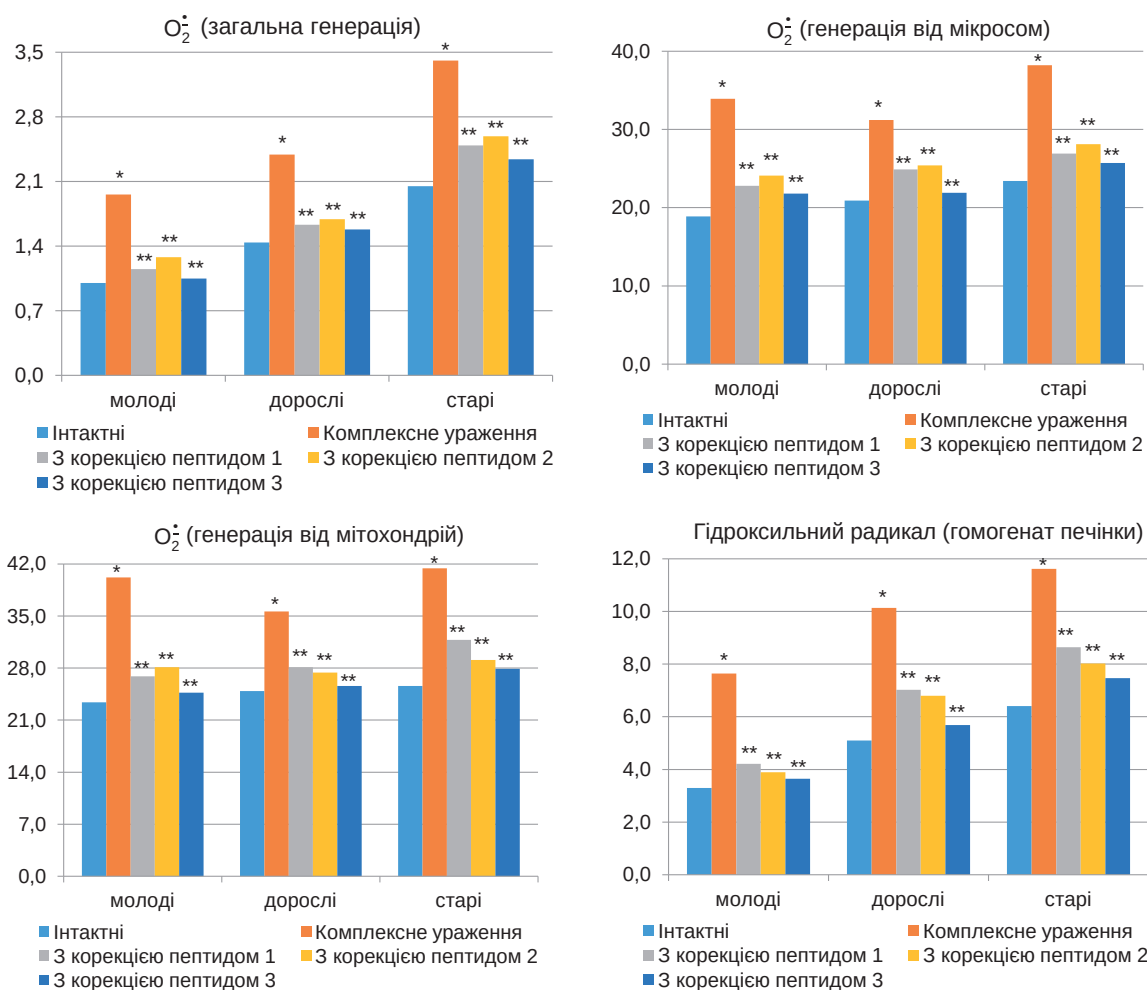 O₂∸ (загальна генерація)
3,5
2,8
2,1
1,4
0,7
0,0
* ** ** **
* ** ** **
* ** ** **
молоді дорослі старі
Інтактні Комплексне ураження
З корекцією пептидом 1 З корекцією пептидом 2
З корекцією пептидом 3
O₂∸ (генерація від мікросом)
40,0
30,0
20,0
10,0
0,0
* ** ** **
* ** ** **
* ** ** **
молоді дорослі старі
Інтактні Комплексне ураження
З корекцією пептидом 1 З корекцією пептидом 2
З корекцією пептидом 3
O₂∸ (генерація від мітохондрій)
42,0
35,0
28,0
21,0
14,0
7,0
0,0
* ** ** **
* ** ** **
* ** ** **
молоді дорослі старі
Інтактні Комплексне ураження
З корекцією пептидом 1 З корекцією пептидом 2
З корекцією пептидом 3
Гідроксильний радикал (гомогенат печінки)
12,0
10,0
8,0
6,0
4,0
2,0
0,0
* ** ** **
* ** ** **
* ** ** **
молоді дорослі старі
Інтактні Комплексне ураження
З корекцією пептидом 1 З корекцією пептидом 2
З корекцією пептидом 3